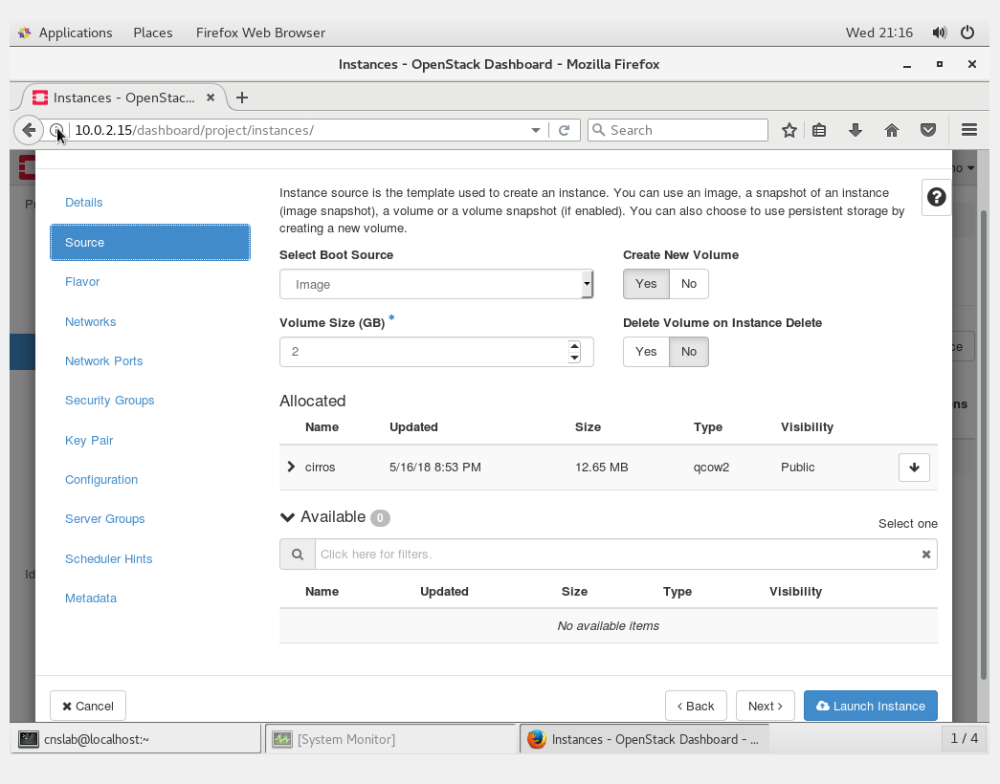 Applications Places Firefox Web Browser Wed 21:16
Instances - OpenStack Dashboard - Mozilla Firefox
Instances - OpenStac...
10.0.2.15/dashboard/project/instances/ Search
Details
Source
Flavor
Networks
Network Ports
Security Groups
Key Pair
Configuration
Server Groups
Scheduler Hints
Metadata
Instance source is the template used to create an instance. You can use an image, a snapshot of an instance
(image snapshot), a volume or a volume snapshot (if enabled). You can also choose to use persistent storage by
creating a new volume.
Select Boot Source Create New Volume
Image Yes No
Volume Size (GB) * Delete Volume on Instance Delete
2 Yes No
Allocated
Name Updated Size Type Visibility
cirros 5/16/18 8:53 PM 12.65 MB qcow2 Public
Available 0
Select one
Click here for filters.
Name Updated Size Type Visibility
No available items
Cancel Back Next Launch Instance
cnslab@localhost:~ [System Monitor] Instances - OpenStack Dashboard - ... 1 / 4